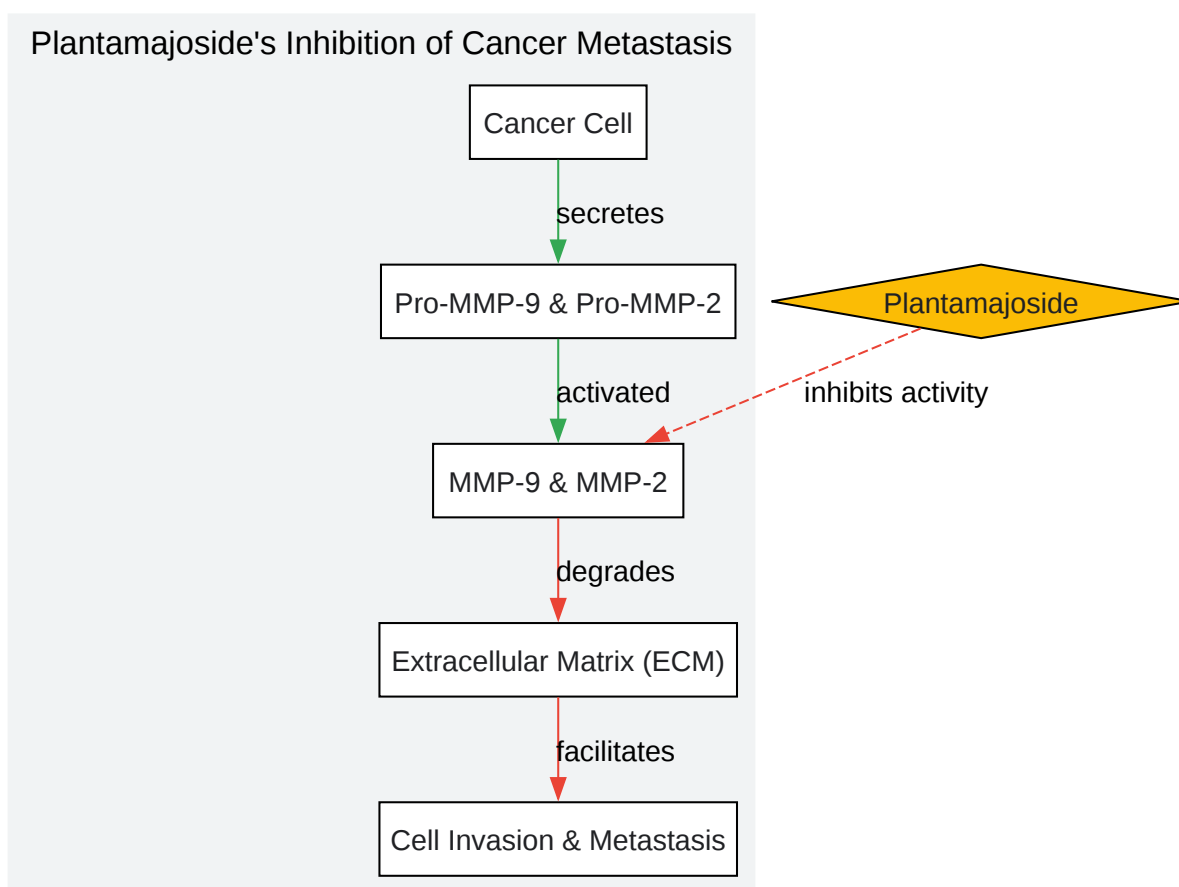 Plantamajoside's Inhibition of Cancer Metastasis
Cancer Cell
secretes
Pro-MMP-9 & Pro-MMP-2
Plantamajoside
activated
inhibits activity
MMP-9 & MMP-2
degrades
Extracellular Matrix (ECM)
facilitates
Cell Invasion & Metastasis